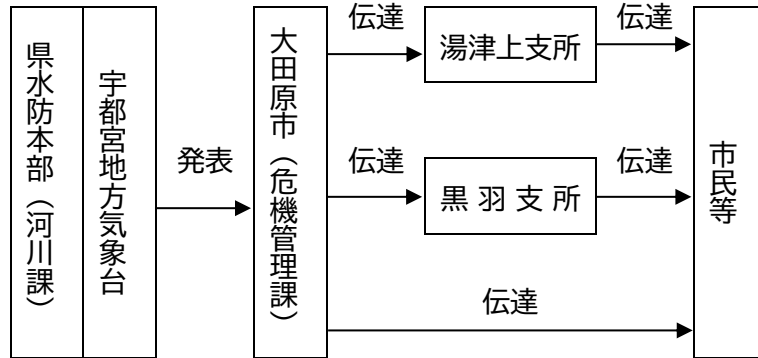 県水防本部（河川課）
宇都宮地方気象台
発表
大田原市（危機管理課）
伝達
湯津上支所
伝達
伝達
黒羽支所
伝達
伝達
市民等